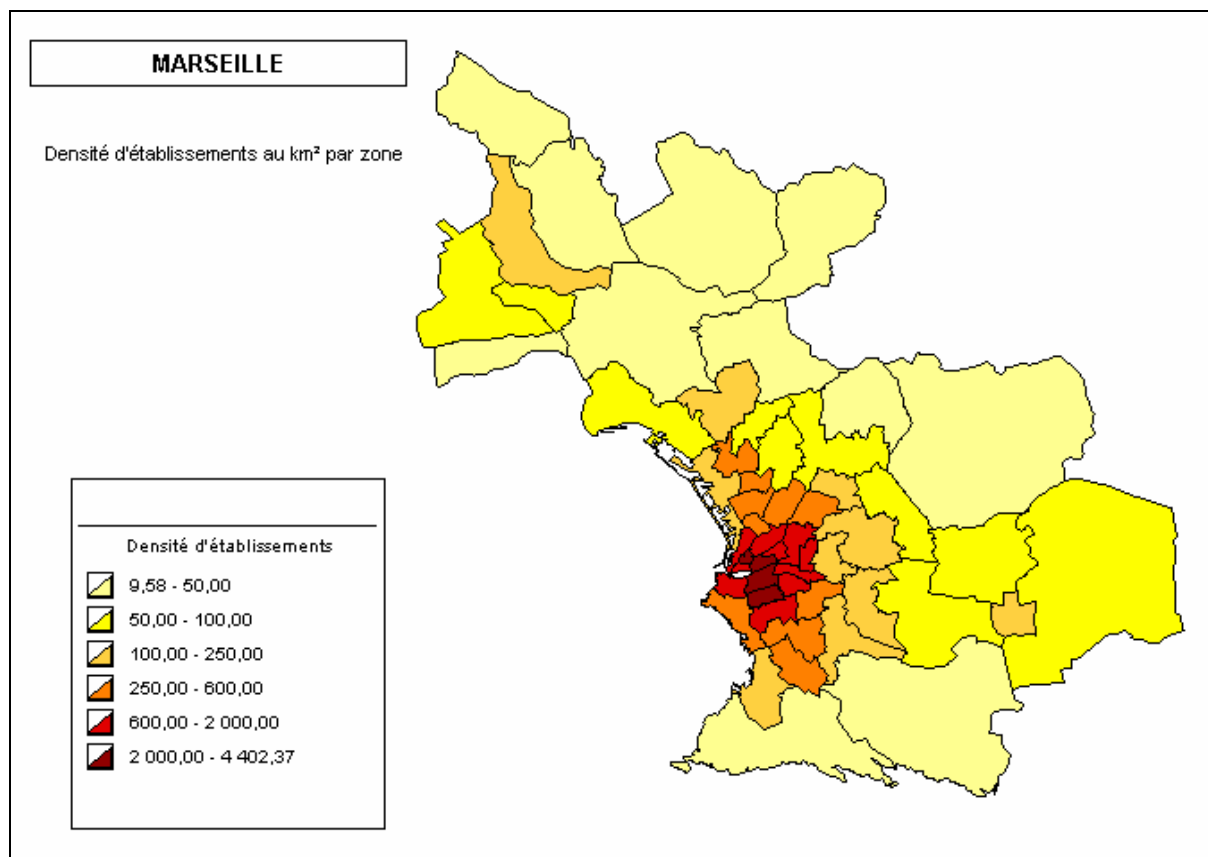 MARSEILLE
Densité d'établissements au km² par zone
Densité d'établissements
9,58 - 50,00
50,00 - 100,00
100,00 - 250,00
250,00 - 600,00
600,00 - 2 000,00
2 000,00 - 4 402,37